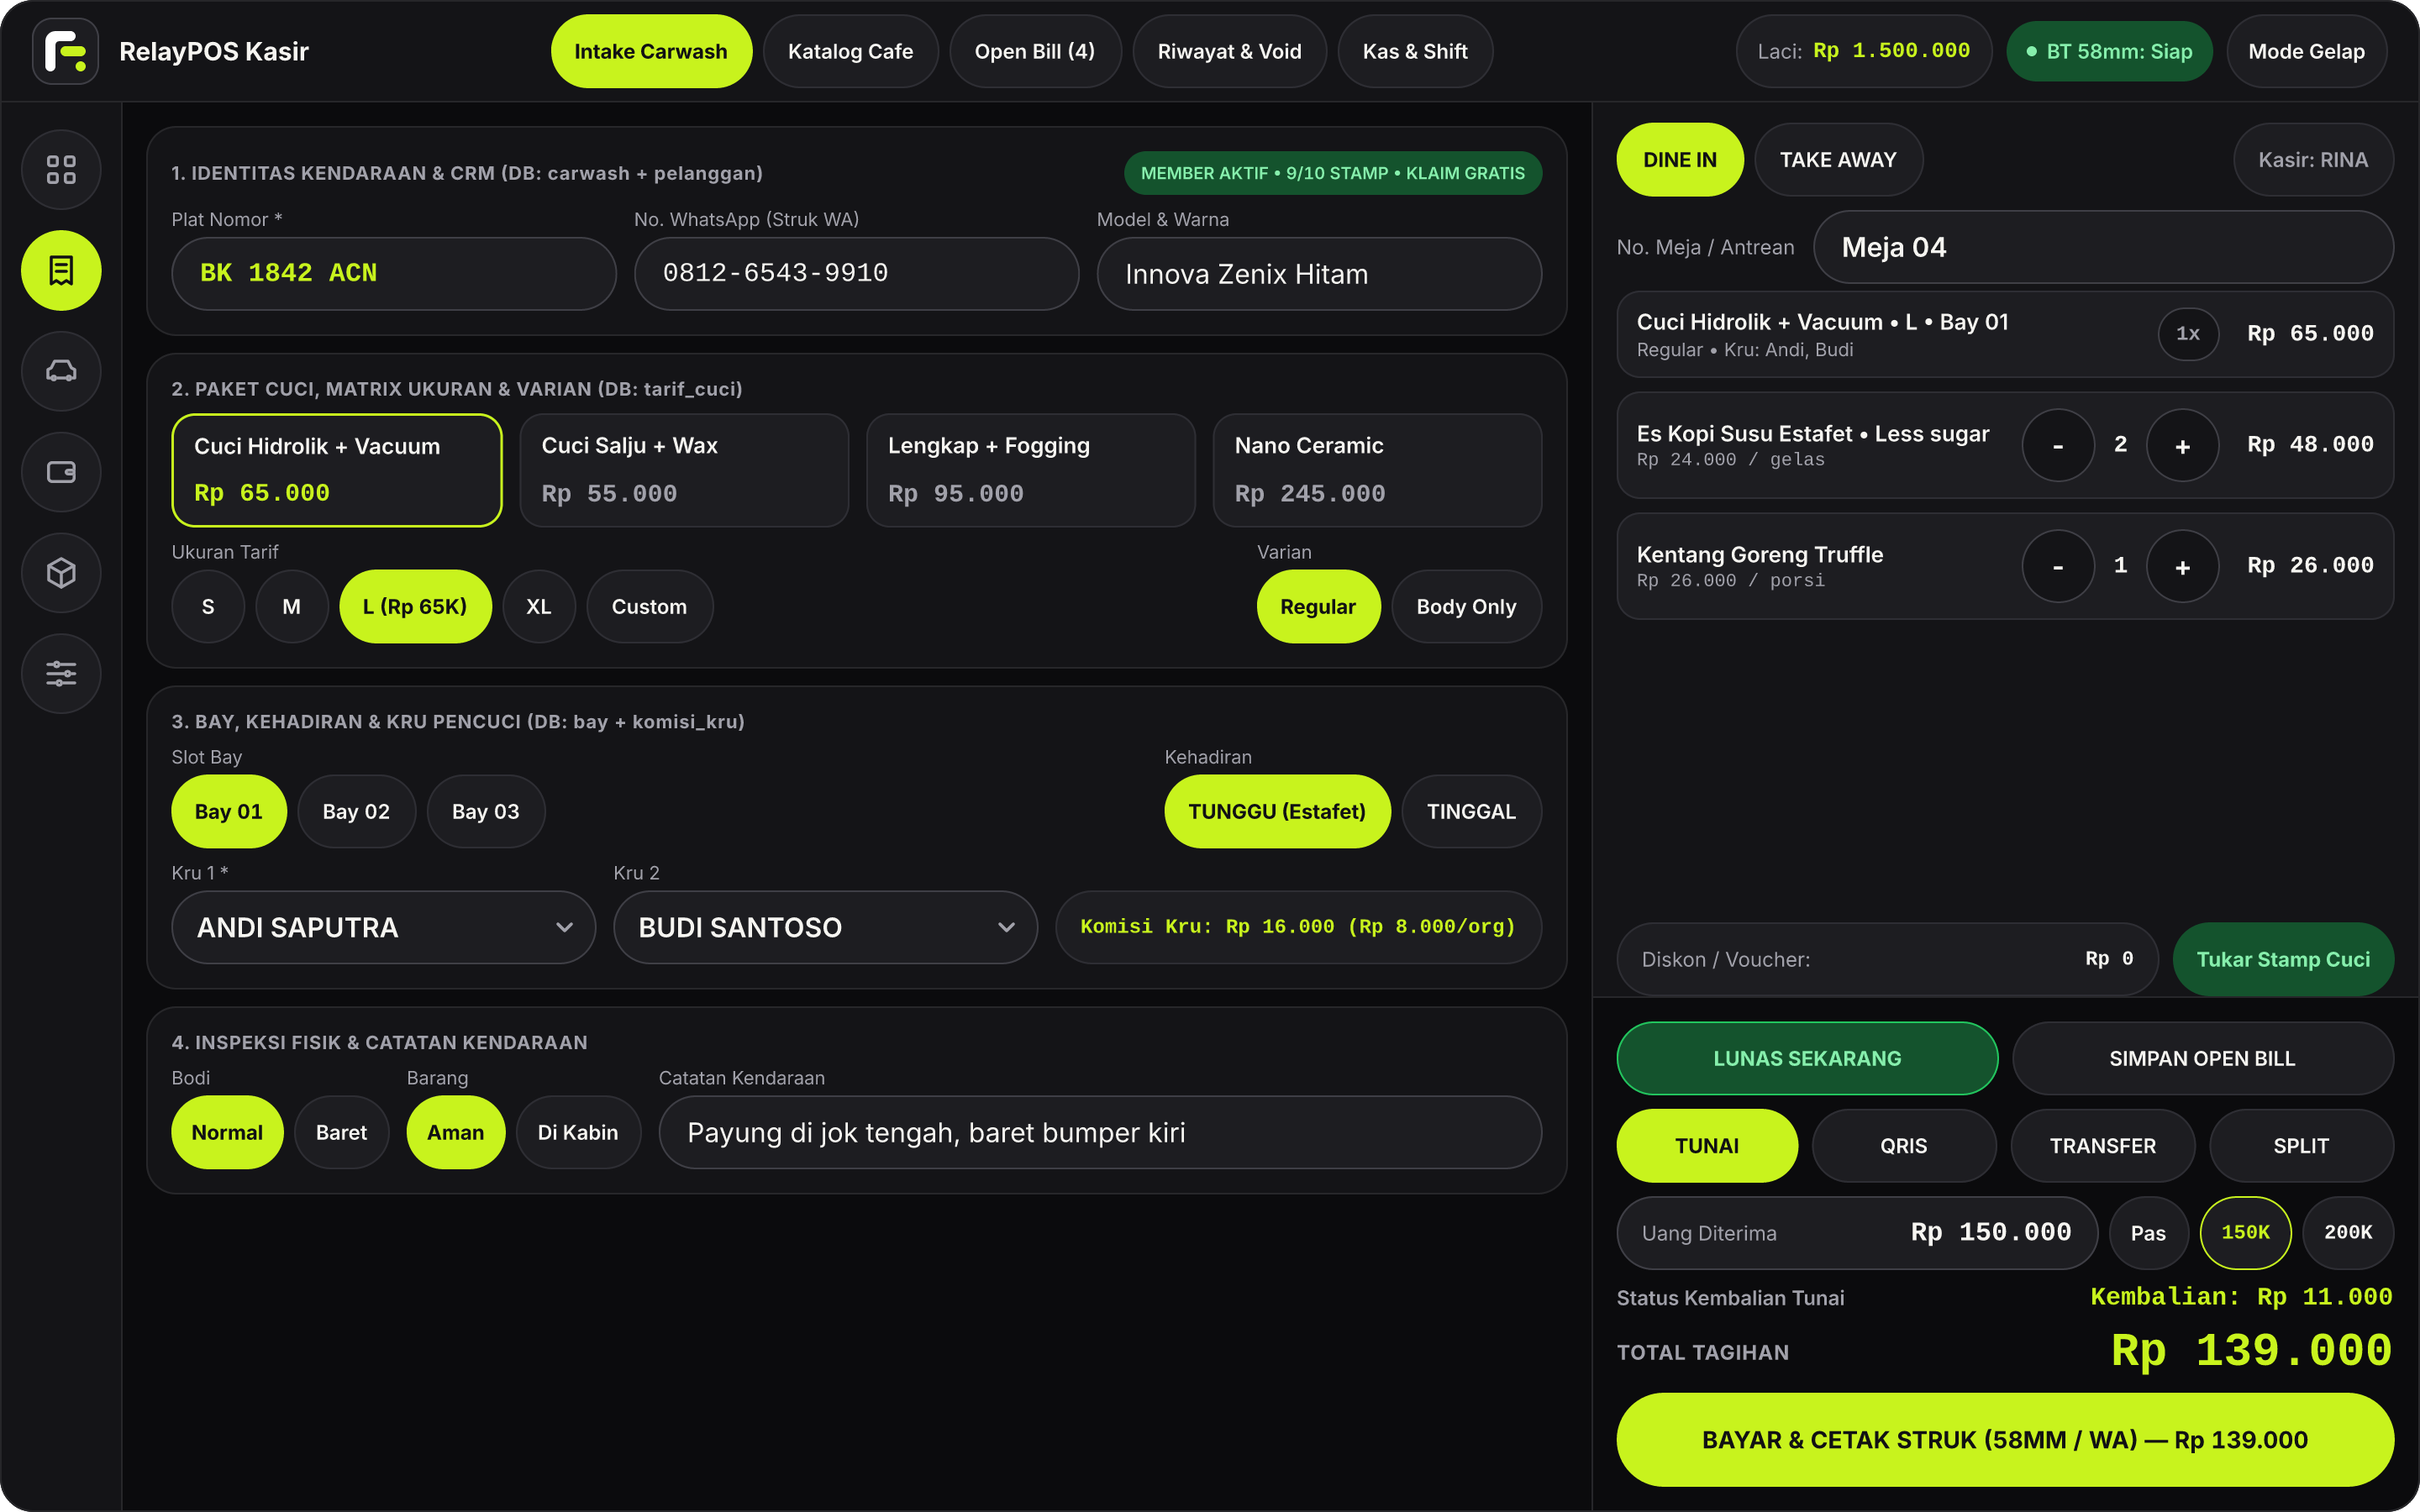 RelayPOS Kasir
Intake Carwash
Katalog Cafe
Open Bill (4)
Riwayat & Void
Kas & Shift
Laci: Rp 1.500.000
BT 58mm: Siap
Mode Gelap
1. IDENTITAS KENDARAAN & CRM (DB: carwash + pelanggan)
MEMBER AKTIF • 9/10 STAMP • KLAIM GRATIS
Plat Nomor *
No. WhatsApp (Struk WA)
Model & Warna
BK 1842 ACN
0812-6543-9910
Innova Zenix Hitam
2. PAKET CUCI, MATRIX UKURAN & VARIAN (DB: tarif_cuci)
Cuci Hidrolik + Vacuum
Rp 65.000
Cuci Salju + Wax
Rp 55.000
Lengkap + Fogging
Rp 95.000
Nano Ceramic
Rp 245.000
Ukuran Tarif
S
M
L (Rp 65K)
XL
Custom
Varian
Regular
Body Only
3. BAY, KEHADIRAN & KRU PENCUCI (DB: bay + komisi_kru)
Slot Bay
Bay 01
Bay 02
Bay 03
Kehadiran
TUNGGU (Estafet)
TINGGAL
Kru 1 *
ANDI SAPUTRA
Kru 2
BUDI SANTOSO
Komisi Kru: Rp 16.000 (Rp 8.000/org)
4. INSPEKSI FISIK & CATATAN KENDARAAN
Bodi
Normal
Baret
Barang
Aman
Di Kabin
Catatan Kendaraan
Payung di jok tengah, baret bumper kiri
DINE IN
TAKE AWAY
Kasir: RINA
No. Meja / Antrean
Meja 04
Cuci Hidrolik + Vacuum • L • Bay 01
Regular • Kru: Andi, Budi
1x
Rp 65.000
Es Kopi Susu Estafet • Less sugar
Rp 24.000 / gelas
- 2 +
Rp 48.000
Kentang Goreng Truffle
Rp 26.000 / porsi
- 1 +
Rp 26.000
Diskon / Voucher:
Rp 0
Tukar Stamp Cuci
LUNAS SEKARANG
SIMPAN OPEN BILL
TUNAI
QRIS
TRANSFER
SPLIT
Uang Diterima
Rp 150.000
Pas
150K
200K
Status Kembalian Tunai
Kembalian: Rp 11.000
TOTAL TAGIHAN
Rp 139.000
BAYAR & CETAK STRUK (58MM / WA) — Rp 139.000